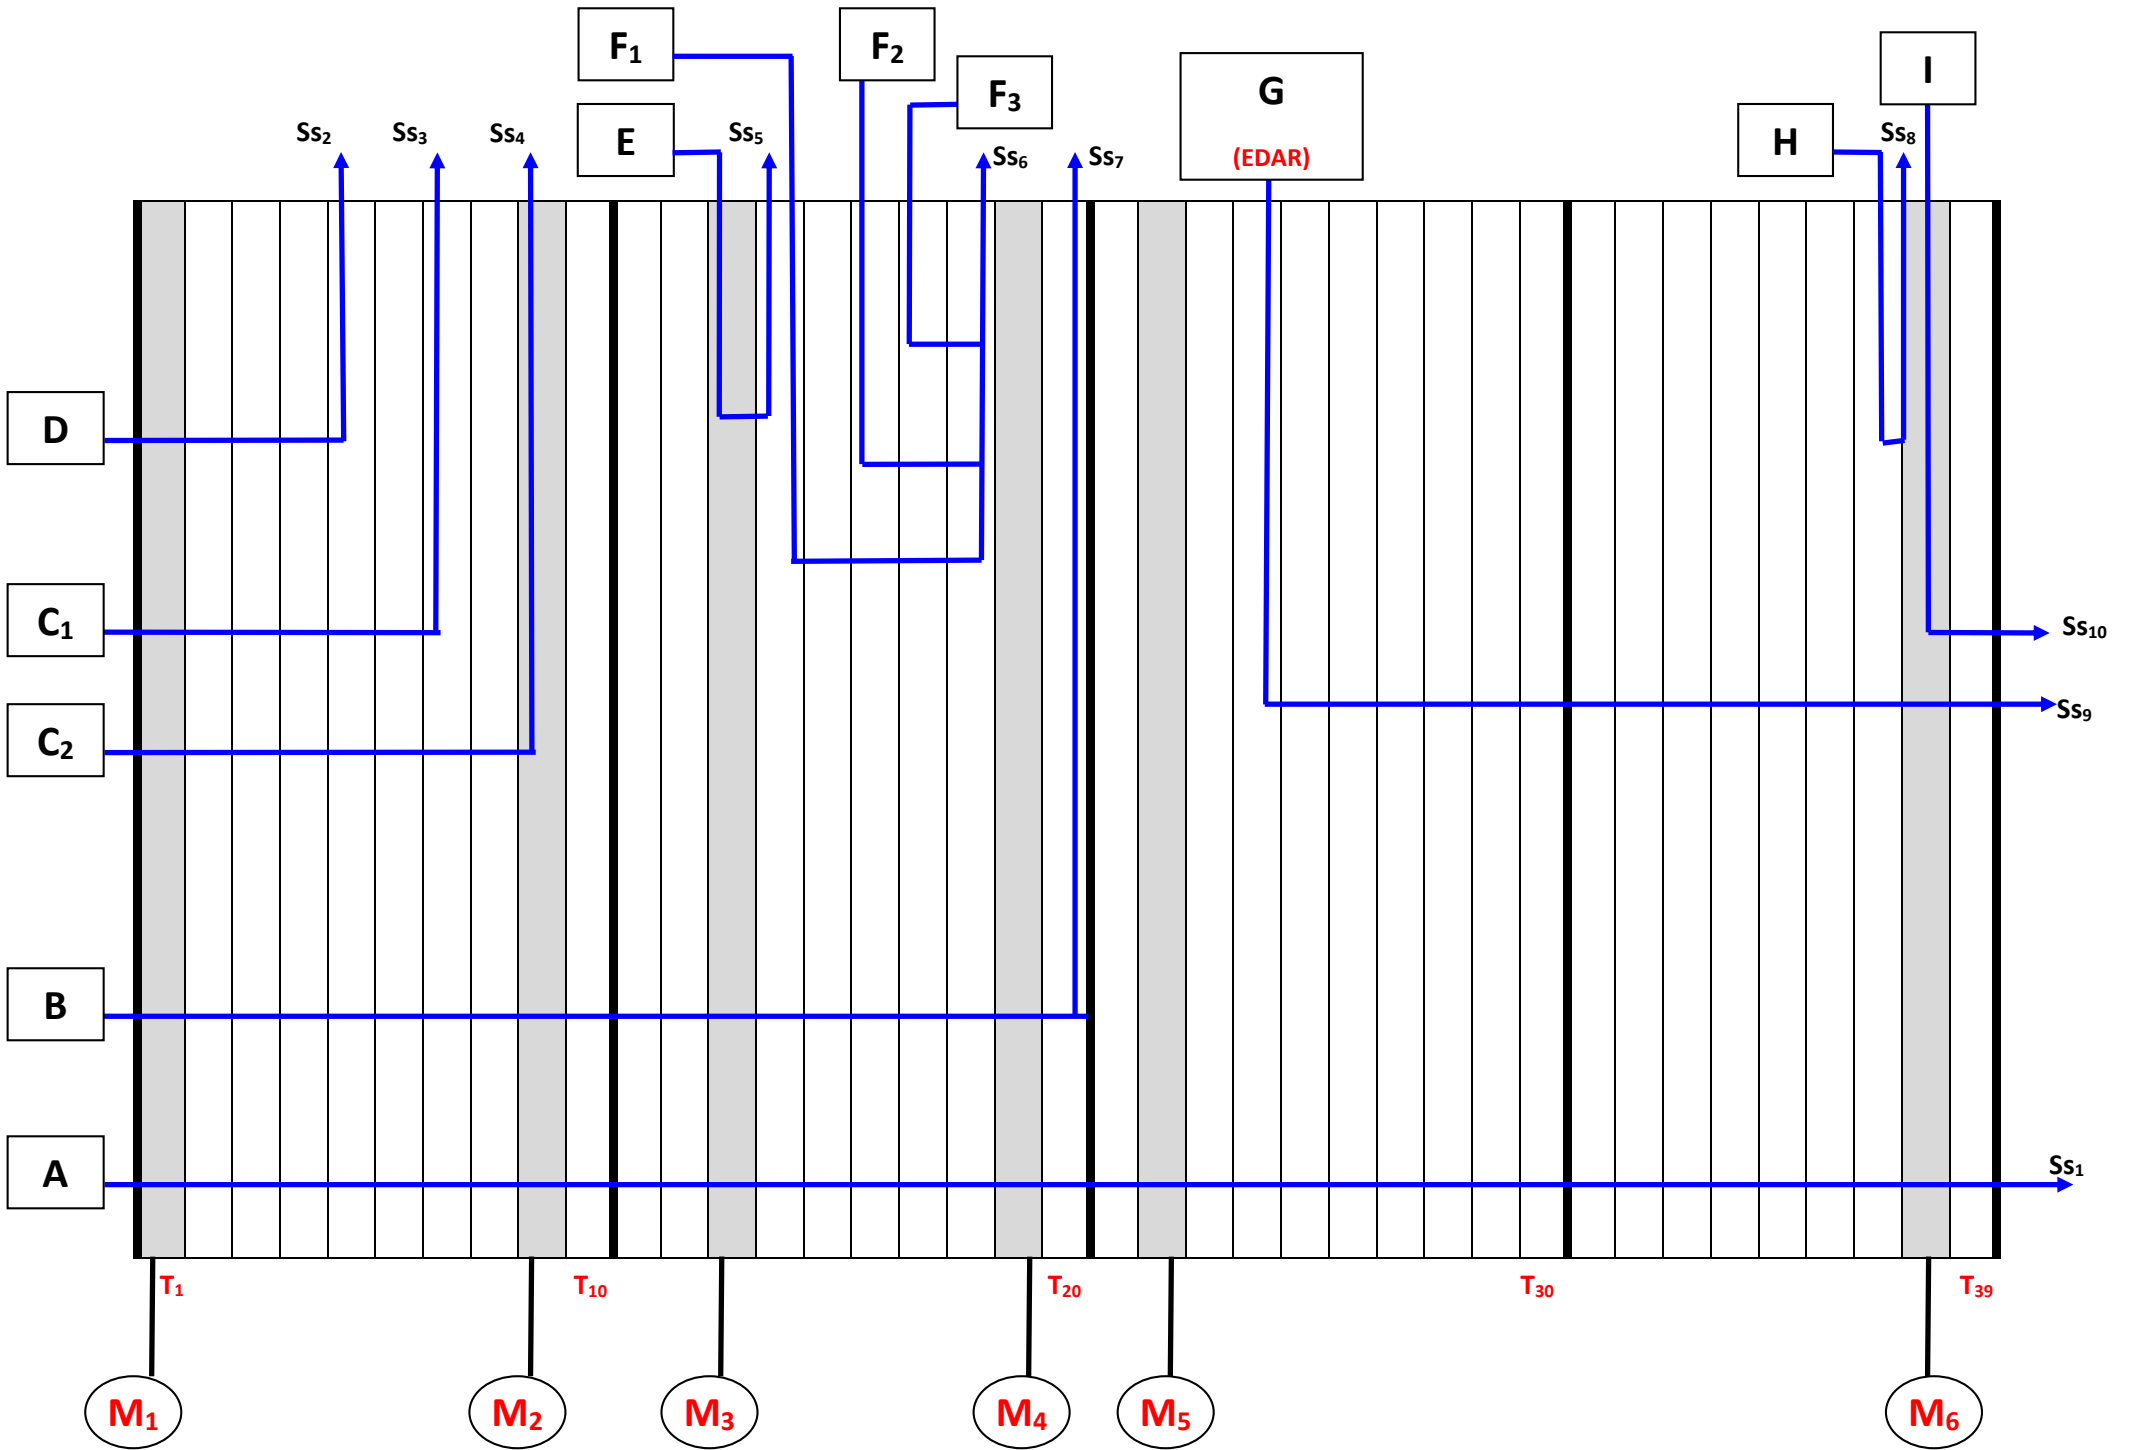 F₁
F₂
I
F₃
G
Ss₂
Ss₃
Ss₄
E
Ss₅
Ss₆
Ss₇
(EDAR)
H
Ss₈
D
C₁
Ss₁₀
Ss₉
C₂
B
A
Ss₁
T₁
T₁₀
T₂₀
T₃₀
T₃₉
M₁
M₂
M₃
M₄
M₅
M₆